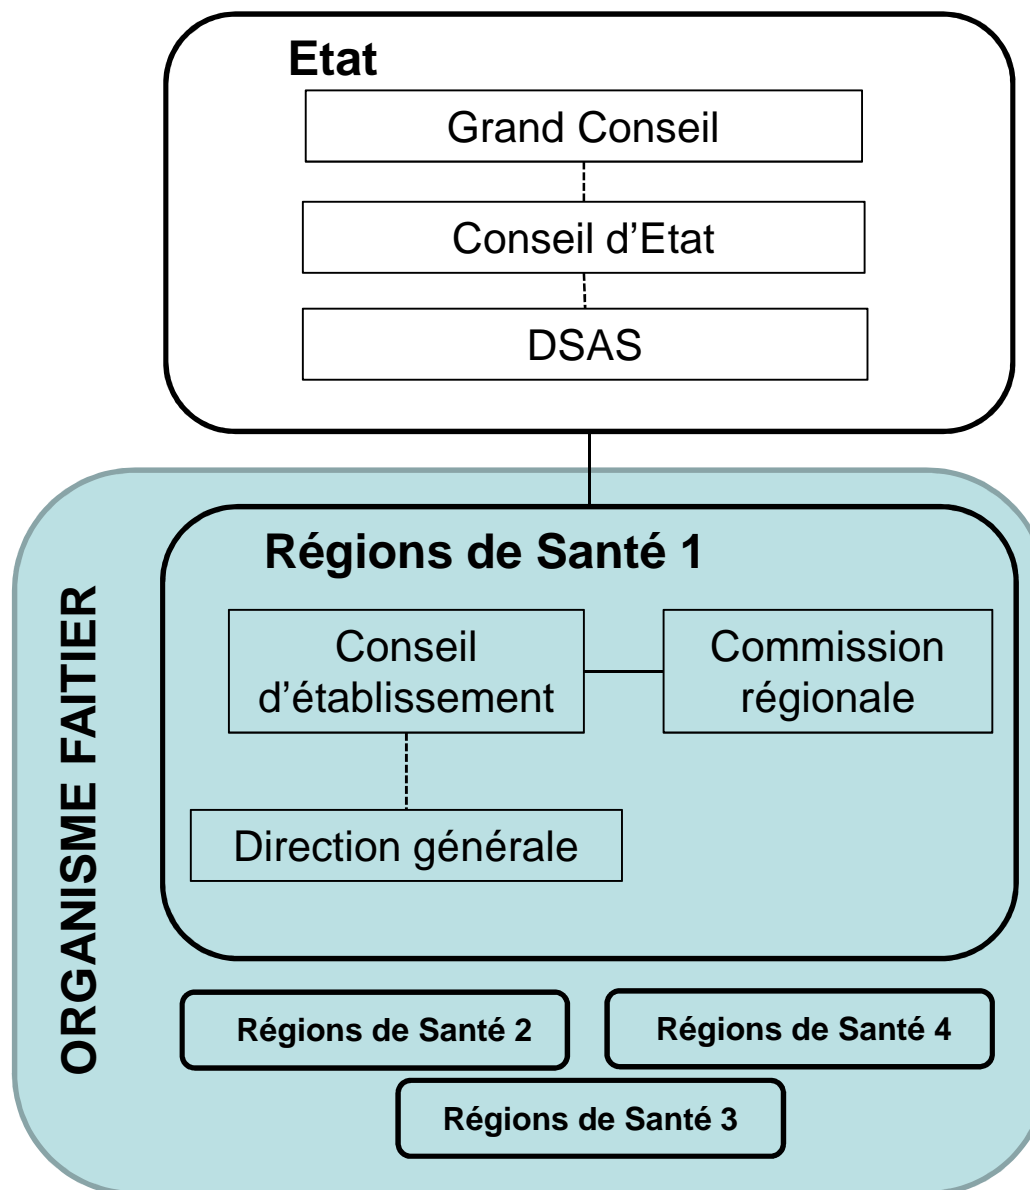 Etat
Grand Conseil
Conseil d’Etat
DSAS
ORGANISME FAITIER
Régions de Santé 1
Conseil
d’établissement
Commission
régionale
Direction générale
Régions de Santé 2
Régions de Santé 4
Régions de Santé 3